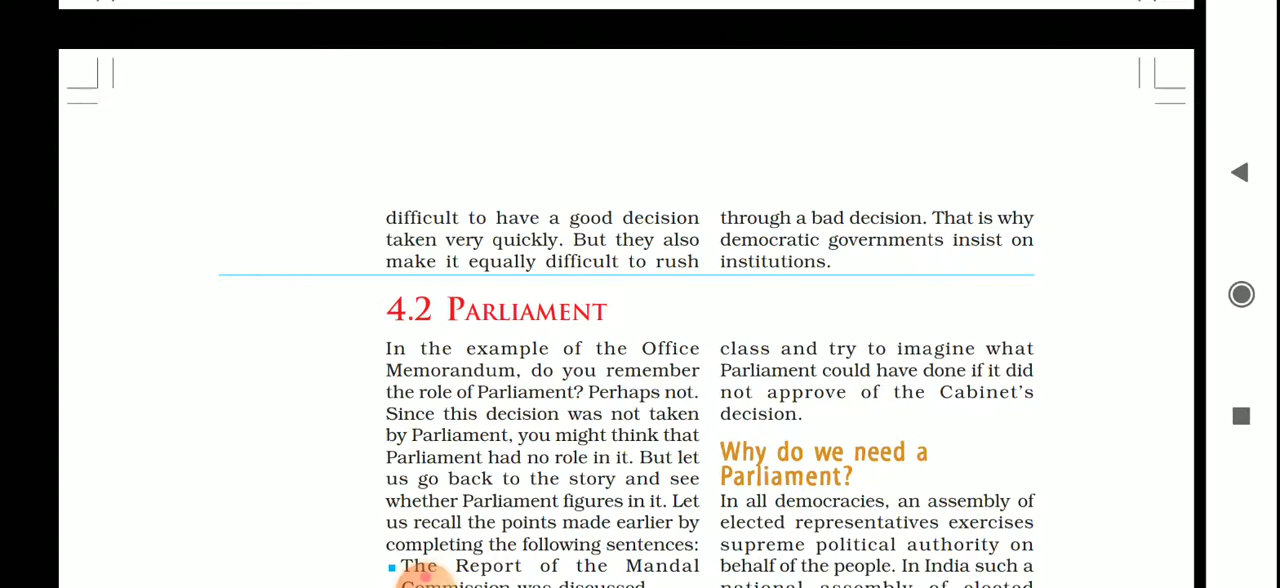 difficult to have a good decision
taken very quickly. But they also
make it equally difficult to rush
through a bad decision. That is why
democratic governments insist on
institutions.
4.2 PARLIAMENT
In the example of the Office
Memorandum, do you remember
the role of Parliament? Perhaps not.
Since this decision was not taken
by Parliament, you might think that
Parliament had no role in it. But let
us go back to the story and see
whether Parliament figures in it. Let
us recall the points made earlier by
completing the following sentences:
The Report of the Mandal
Commission was discussed
class and try to imagine what
Parliament could have done if it did
not approve of the Cabinet's
decision.
Why do we need a
Parliament?
In all democracies, an assembly of
elected representatives exercises
supreme political authority on
behalf of the people. In India such a
national assembly of elected